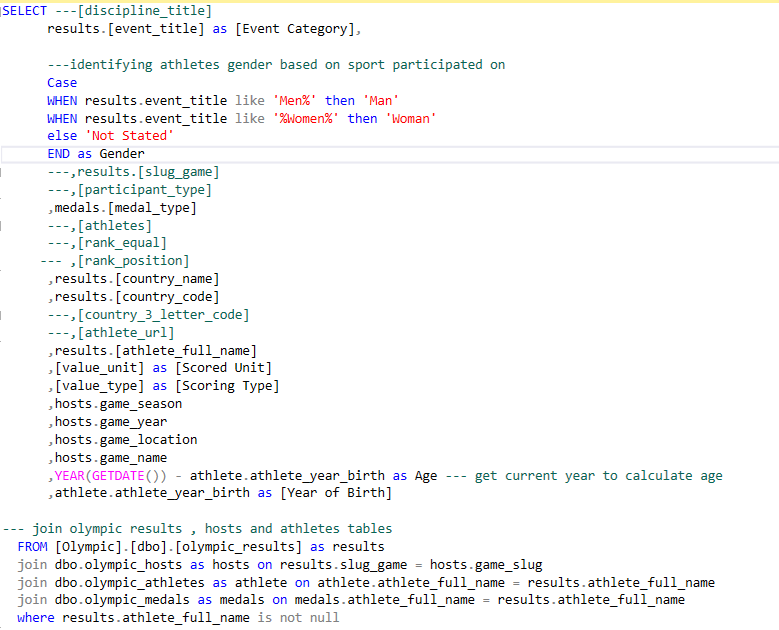 SELECT ---[discipline_title]
results.[event_title] as [Event Category],
---identifying athletes gender based on sport participated on
Case
WHEN results.event_title like 'Men%' then 'Man'
WHEN results.event_title like '%Women%' then 'Woman'
else 'Not Stated'
END as Gender
---,results.[slug_game]
---,[participant_type]
,medals.[medal_type]
---,[athletes]
---,[rank_equal]
--- ,[rank_position]
,results.[country_name]
,results.[country_code]
---,[country_3_letter_code]
---,[athlete_url]
,results.[athlete_full_name]
,[value_unit] as [Scored Unit]
,[value_type] as [Scoring Type]
,hosts.game_season
,hosts.game_year
,hosts.game_location
,hosts.game_name
,YEAR(GETDATE()) - athlete.athlete_year_birth as Age --- get current year to calculate age
,athlete.athlete_year_birth as [Year of Birth]
--- join olympic results , hosts and athletes tables
FROM [Olympic].[dbo].[olympic_results] as results
join dbo.olympic_hosts as hosts on results.slug_game = hosts.game_slug
join dbo.olympic_athletes as athlete on athlete.athlete_full_name = results.athlete_full_name
join dbo.olympic_medals as medals on medals.athlete_full_name = results.athlete_full_name
where results.athlete_full_name is not null